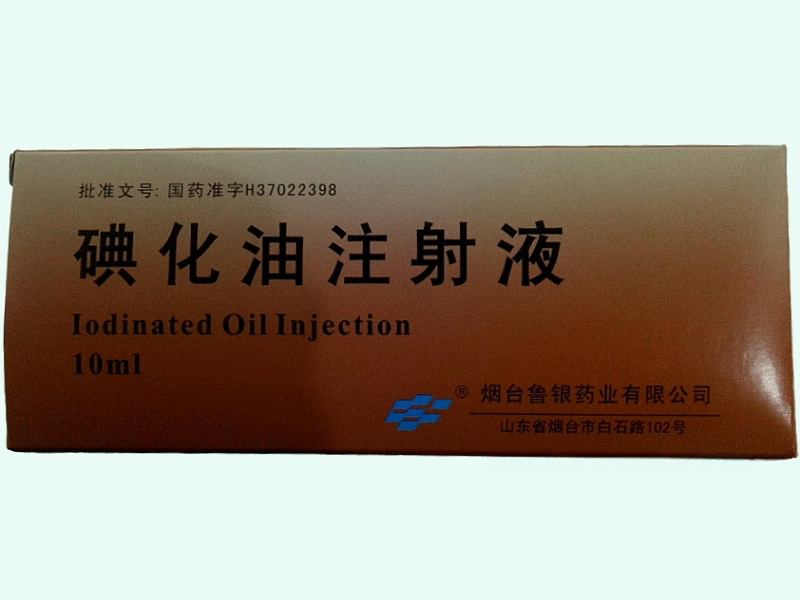 批准文号: 国药准字H37022398
碘化油注射液
Iodinated Oil Injection
10ml
® 烟台鲁银药业有限公司
山东省烟台市白石路102号